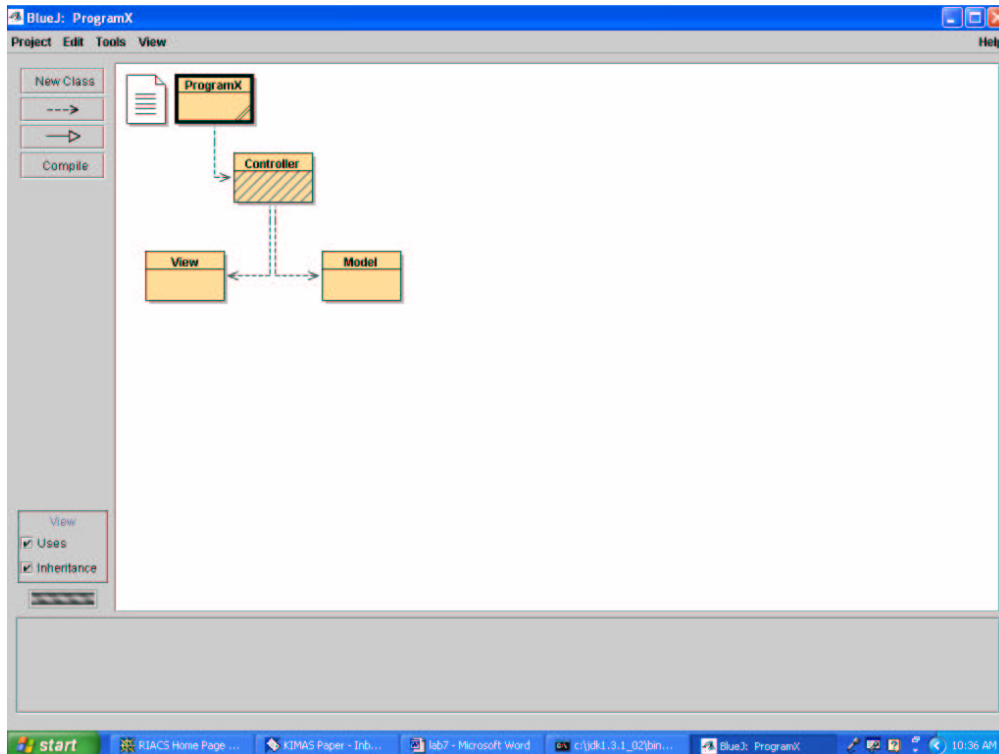 BlueJ: ProgramX
Project Edit Tools View Help
New Class
Compile
ProgramX
Controller
View
Model
View
Uses
Inheritance
start
RIACS Home Page ...
KIMAS Paper - Inb...
lab7 - Microsoft Word
c:\jdk1.3.1_02\bin...
BlueJ: ProgramX
10:36 AM